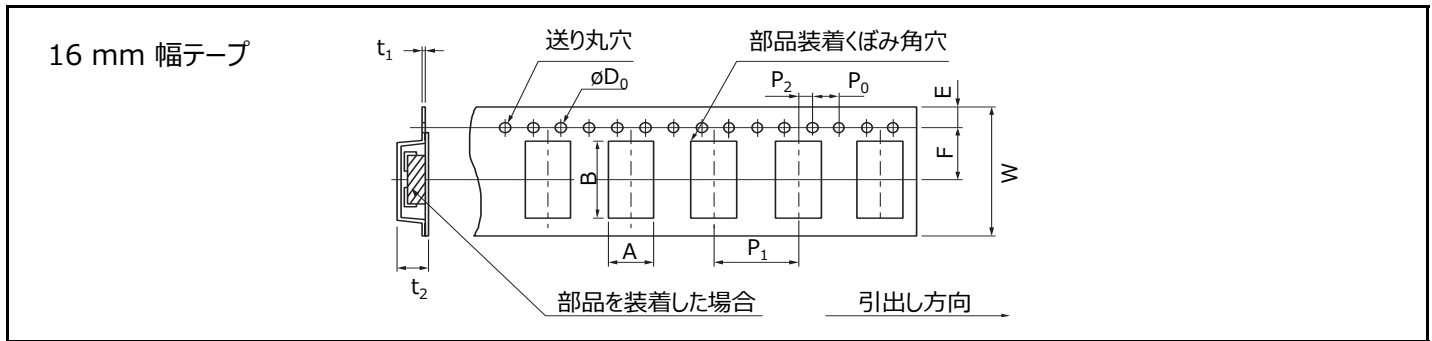 16 mm 幅テープ
t₁
送り丸穴
部品装着くぼみ角穴
øD₀
P₂
P₀
E
F
W
B
A
P₁
t₂
部品を装着した場合
引出し方向